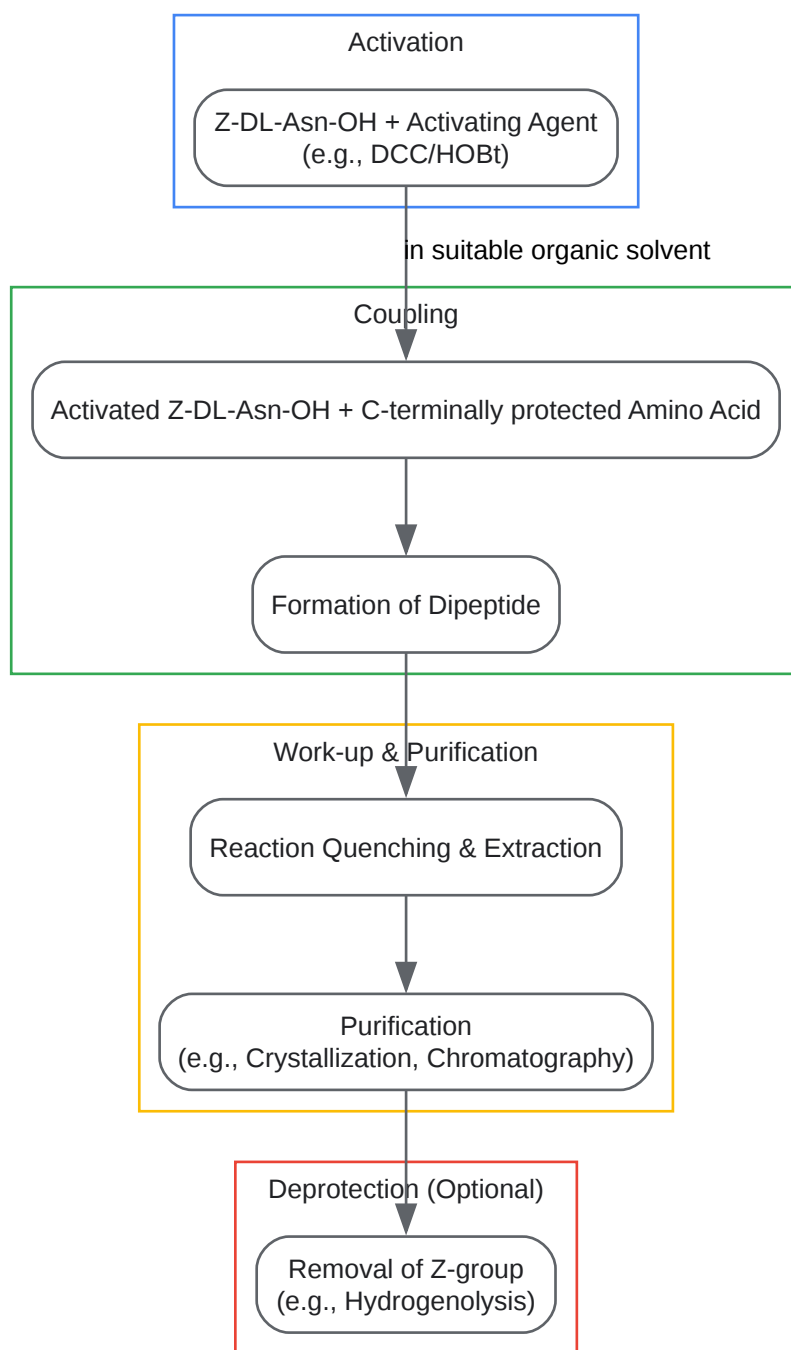 Activation
Z-DL-Asn-OH + Activating Agent
(e.g., DCC/HOBt)
in suitable organic solvent
Coupling
Activated Z-DL-Asn-OH + C-terminally protected Amino Acid
Formation of Dipeptide
Work-up & Purification
Reaction Quenching & Extraction
Purification
(e.g., Crystallization, Chromatography)
Deprotection (Optional)
Removal of Z-group
(e.g., Hydrogenolysis)